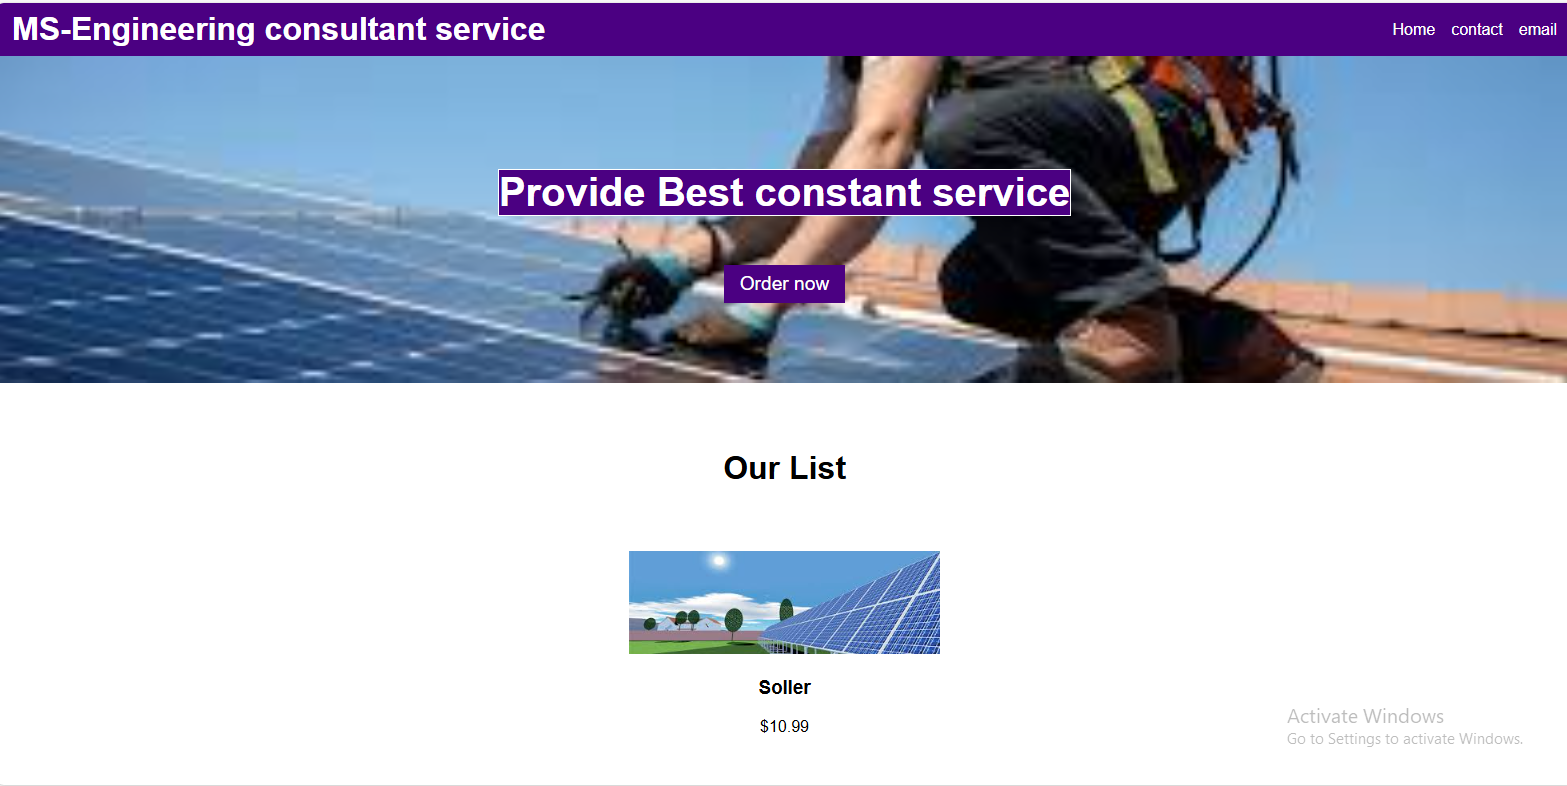 MS-Engineering consultant service
Home contact email
Provide Best constant service
Order now
Our List
Soller
$10.99
Activate Windows
Go to Settings to activate Windows.